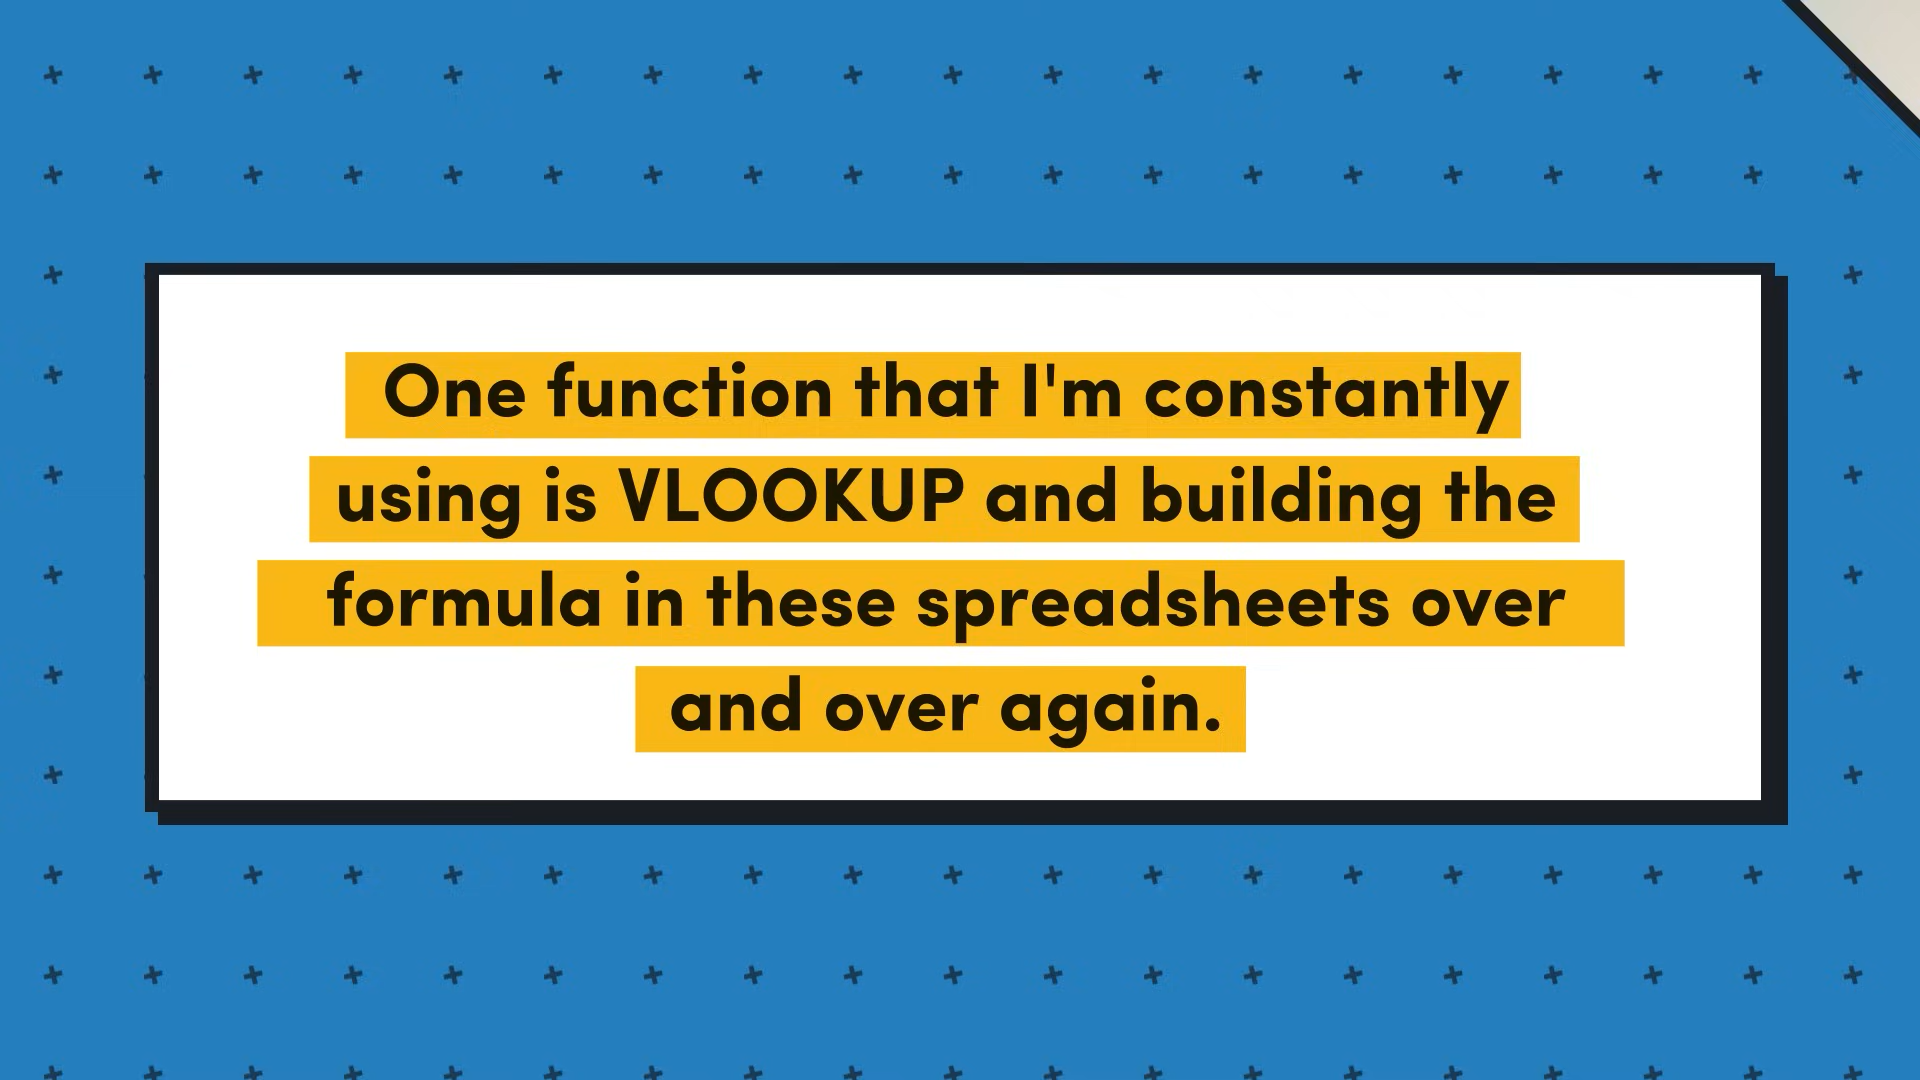 One function that I'm constantly
using is VLOOKUP and building the
formula in these spreadsheets over
and over again.